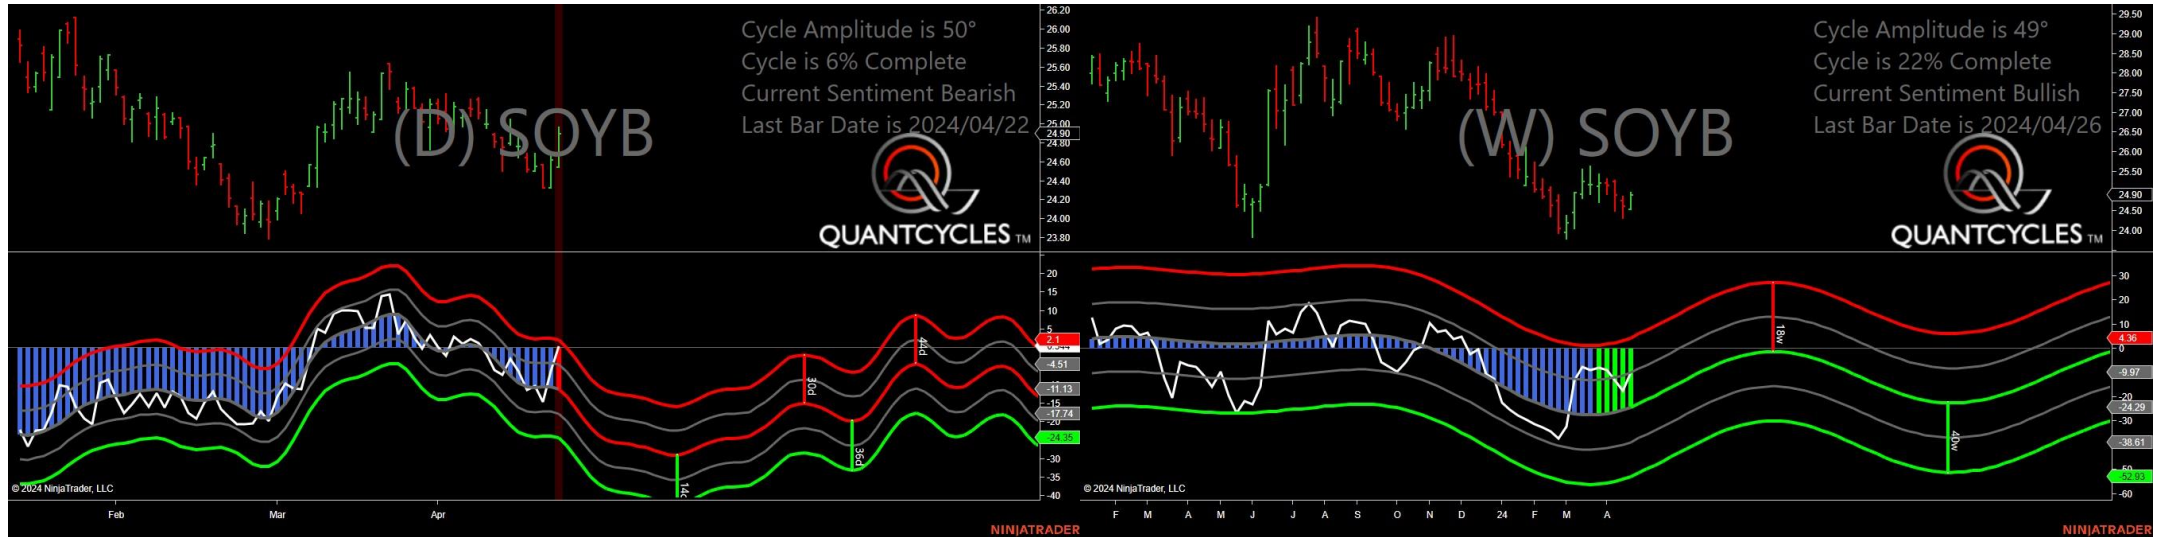 Cycle Amplitude is 50°
Cycle is 6% Complete
Current Sentiment Bearish
Last Bar Date is 2024/04/22
(D) SOYB
QUANTCYCLES TM
26.20
26.00
25.80
25.60
25.40
25.20
25.00
24.90
24.80
24.60
24.40
24.20
24.00
23.80
20
15
10
5
2.1
-4.51
-11.13
-15
-17.74
-20
-24.35
-30
-35
-40
30d
44d
36d
© 2024 NinjaTrader, LLC
Feb
Mar
Apr
NINJATRADER
Cycle Amplitude is 49°
Cycle is 22% Complete
Current Sentiment Bullish
Last Bar Date is 2024/04/26
(W) SOYB
QUANTCYCLES TM
29.50
29.00
28.50
28.00
27.50
27.00
26.50
26.00
25.50
24.90
24.50
24.00
30
20
10
4.36
0
-9.97
-20
-24.29
-30
-38.61
-52.93
-60
18w
40w
© 2024 NinjaTrader, LLC
F
M
A
M
J
J
A
S
O
N
D
24
F
M
A
NINJATRADER